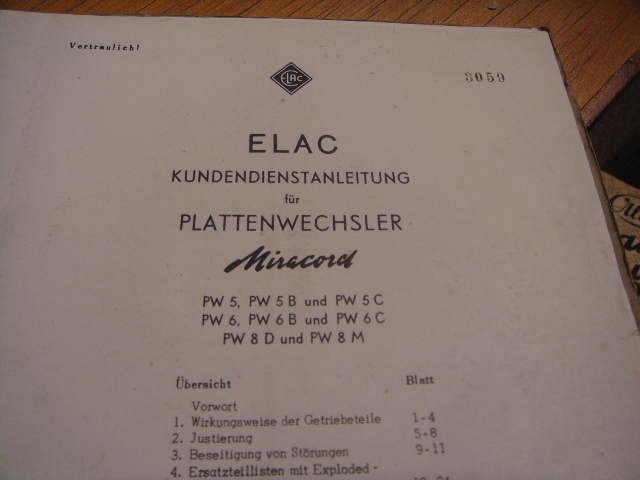 Vertraulich!
ELAC
3059
ELAC
KUNDENDIENSTANLEITUNG
für
PLATTENWECHSLER
Miracord
PW 5, PW 5 B und PW 5 C
PW 6, PW 6 B und PW 6 C
PW 8 D und PW 8 M
Übersicht Blatt
Vorwort
1. Wirkungsweise der Getriebeteile 1-4
2. Justierung 5-8
3. Beseitigung von Störungen 9-11
4. Ersatzteillisten mit Exploded -